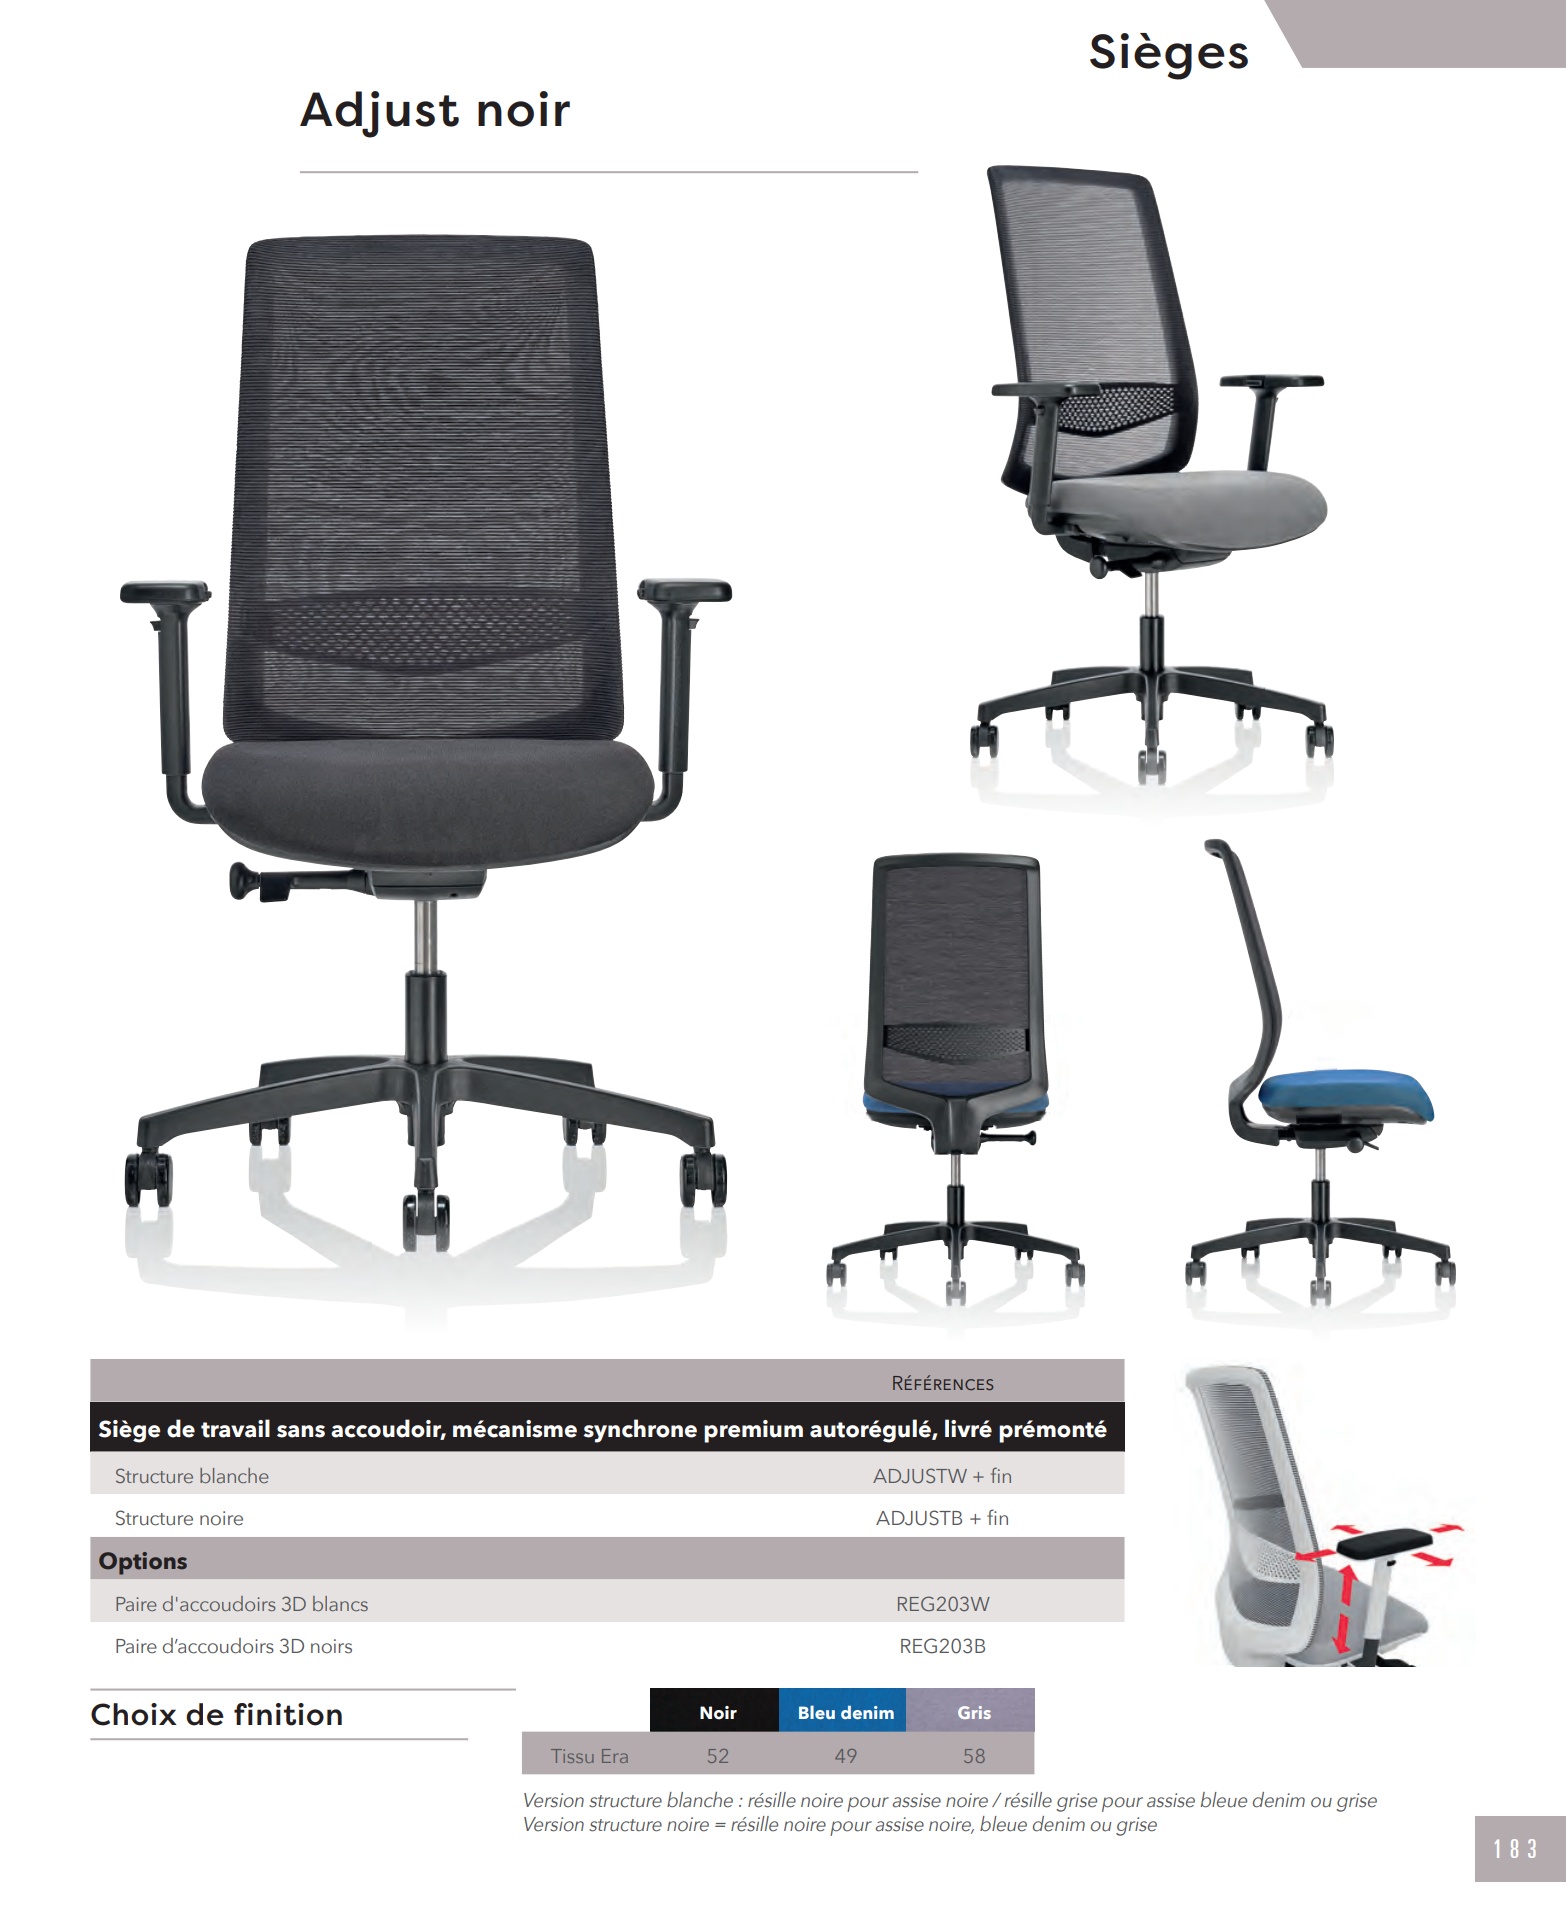 Sièges
Adjust noir
RÉFÉRENCES
Siège de travail sans accoudoir, mécanisme synchrone premium autorégulé, livré prémonté
Structure blanche ADJUSTW + fin
Structure noire ADJUSTB + fin
Options
Paire d'accoudoirs 3D blancs REG203W
Paire d’accoudoirs 3D noirs REG203B
Choix de finition
Noir Bleu denim Gris
Tissu Era 52 49 58
Version structure blanche : résille noire pour assise noire / résille grise pour assise bleue denim ou grise
Version structure noire = résille noire pour assise noire, bleue denim ou grise
183